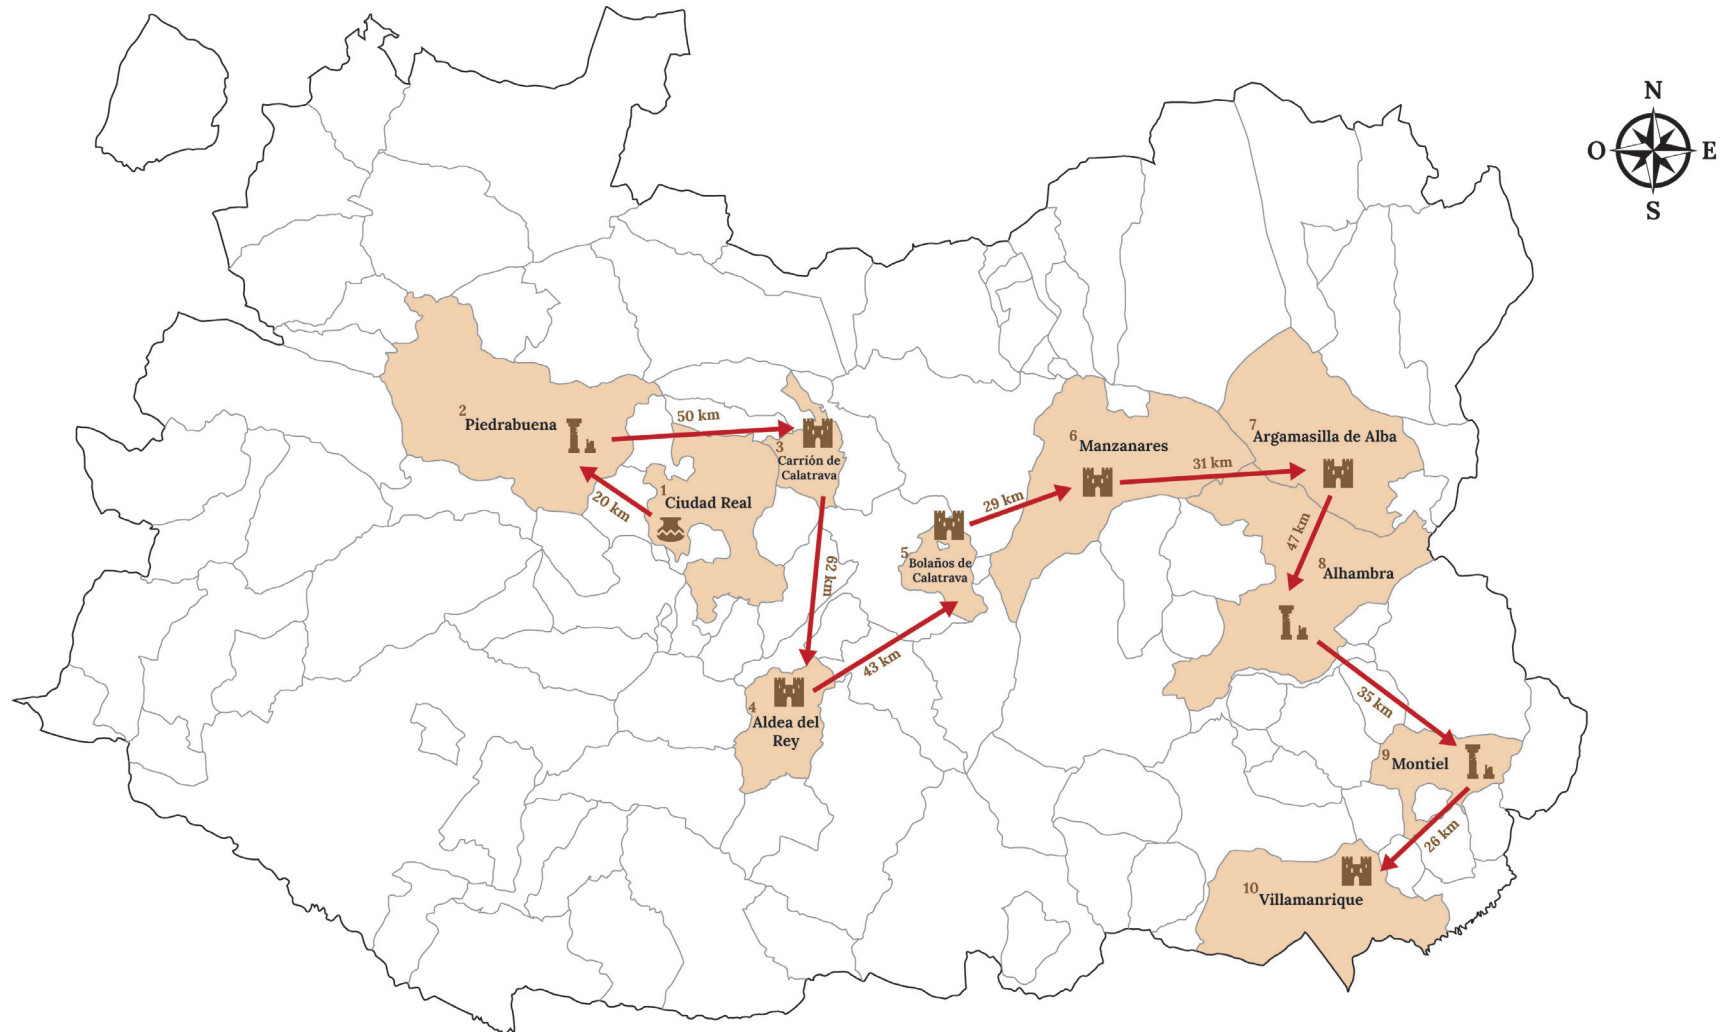 N
O
E
S
1
Ciudad Real
20 km
2
Piedrabuena
50 km
3
Carrión de
Calatrava
62 km
4
Aldea del
Rey
43 km
5
Bolaños de
Calatrava
29 km
6
Manzanares
31 km
7
Argamasilla de Alba
47 km
8
Alhambra
35 km
9
Montiel
26 km
10
Villamanrique